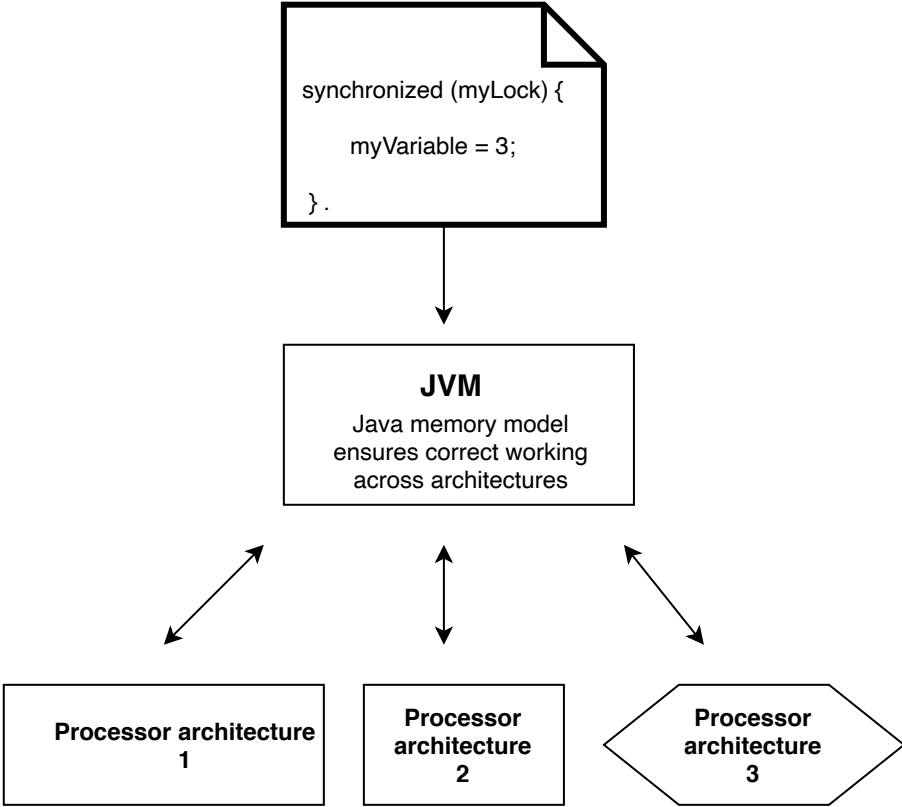 synchronized (myLock) {
myVariable = 3;
} .
JVM
Java memory model
ensures correct working
across architectures
Processor architecture
1
Processor
architecture
2
Processor
architecture
3